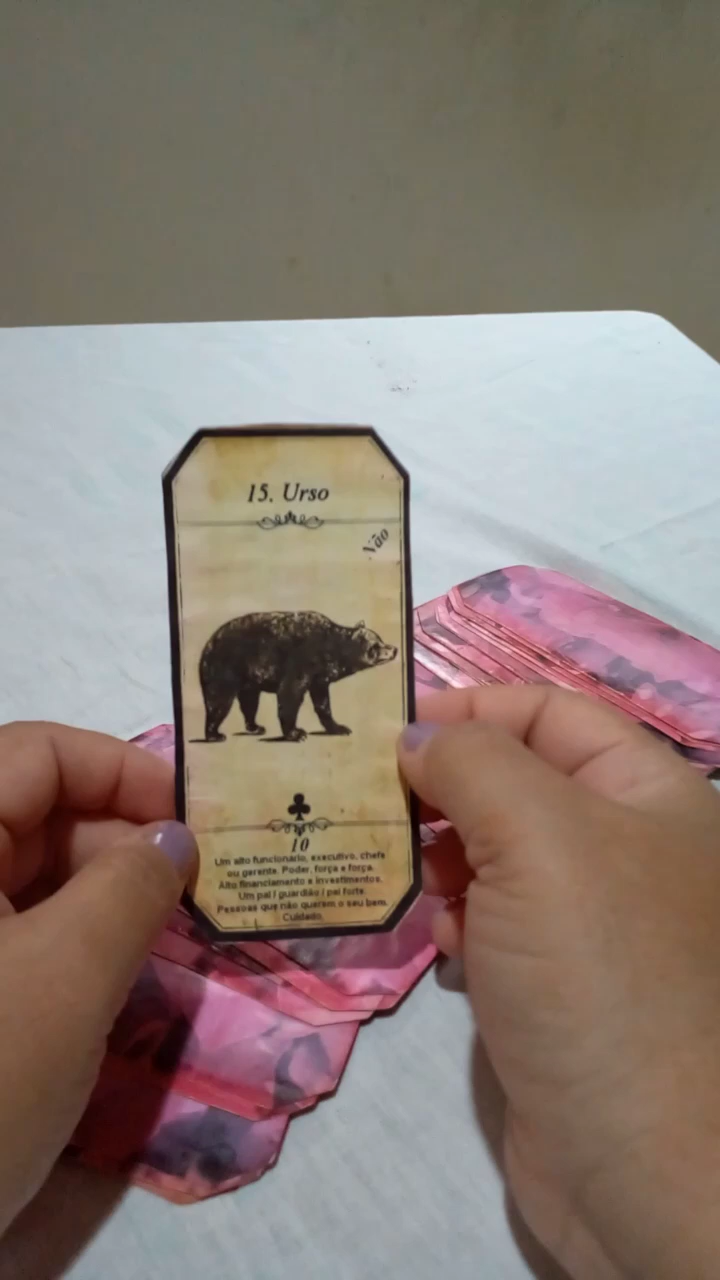 15. Urso
Não
10
Um alto funcionário, executivo, chefe
ou gerente. Poder, força e força.
Alto financiamento e investimentos.
Um pai / guardião / pai forte.
Pessoas que não querem o seu bem.
Cuidado.